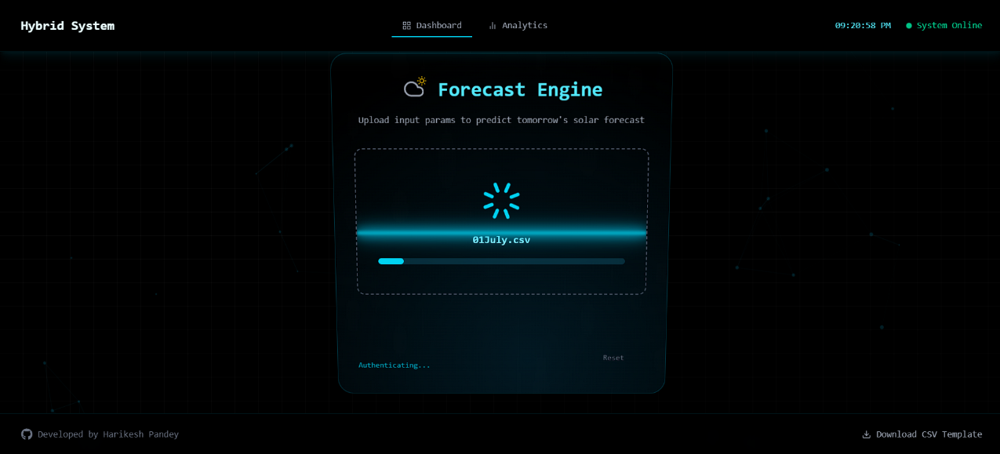 Hybrid System
Dashboard
Analytics
09:20:58 PM
System Online
Forecast Engine
Upload input params to predict tomorrow's solar forecast
01July.csv
Authenticating...
Reset
Developed by Harikesh Pandey
Download CSV Template